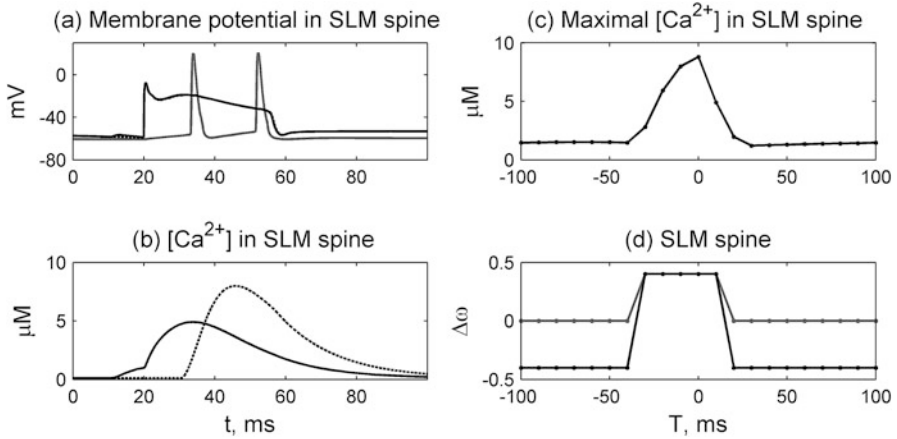 (a) Membrane potential in SLM spine
mV
0
-40
-80
0 20 40 60 80
(b) [Ca2+] in SLM spine
μM
10
5
0
0 20 40 60 80
t, ms
(c) Maximal [Ca2+] in SLM spine
μM
10
5
0
-100 -50 0 50 100
(d) SLM spine
Δω
0.5
0
-0.5
-100 -50 0 50 100
T, ms